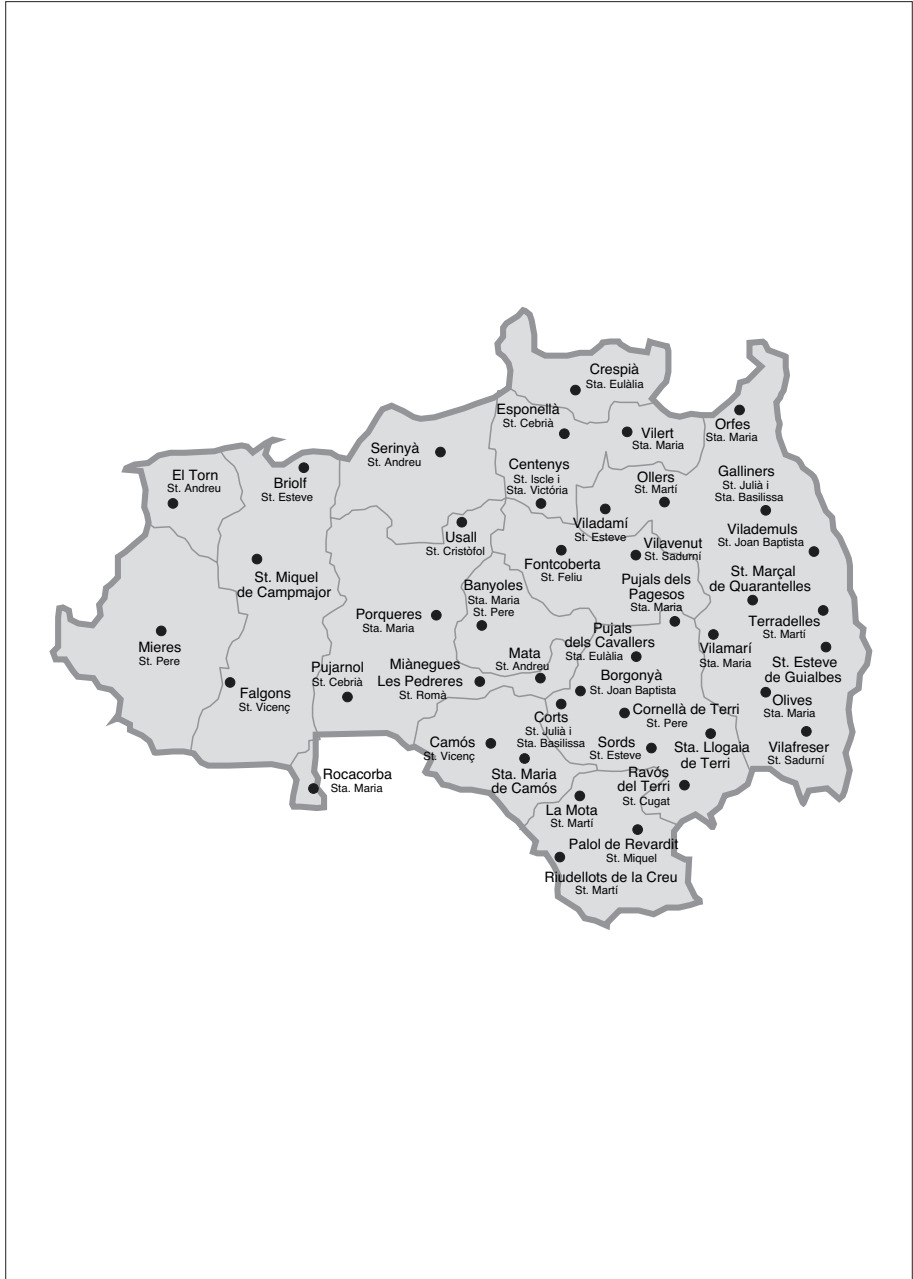 Crespià
Sta. Eulàlia
Esponellà
St. Cebrià
Vilert
Sta. Maria
Orfes
Sta. Maria
Serinyà
St. Andreu
El Torn
St. Andreu
Briolf
St. Esteve
Centenys
St. Iscle i
Sta. Victória
Ollers
St. Martí
Galliners
St. Julià i
Sta. Basilissa
Viladamí
St. Esteve
Usall
St. Cristòfol
Vilademuls
St. Joan Baptista
Vilavenut
St. Sadurní
Fontcoberta
St. Feliu
St. Miquel
de Campmajor
Banyoles
Sta. Maria
St. Pere
Pujals dels
Pagesos
Sta. Maria
St. Marçal
de Quarantelles
Porqueres
Sta. Maria
Terradelles
St. Martí
Pujals
dels Cavallers
Sta. Eulàlia
Vilamarí
Sta. Maria
Mieres
St. Pere
Mata
St. Andreu
St. Esteve
de Guialbes
Pujarnol
St. Cebrià
Miànegues
Les Pedreres
St. Romà
Borgonyà
St. Joan Baptista
Falgons
St. Vicenç
Olives
Sta. Maria
Corts
St. Julià i
Sta. Basilissa
Cornellà de Terri
St. Pere
Camós
St. Vicenç
Sords
St. Esteve
Sta. Llogaia
de Terri
Vilafreser
St. Sadurní
Rocacorba
Sta. Maria
Sta. Maria
de Camós
Ravós
del Terri
St. Cugat
La Mota
St. Martí
Palol de Revardit
St. Miquel
Riudellots de la Creu
St. Martí